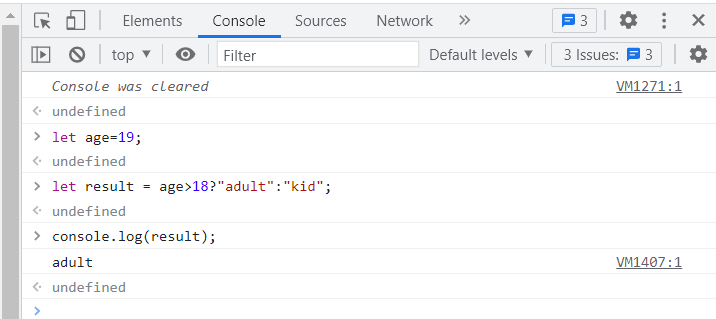 Elements Console Sources Network » 3
top ▼ Filter Default levels ▼ 3 Issues: 3
Console was cleared VM1271:1
undefined
let age=19;
undefined
let result = age>18?"adult":"kid";
undefined
console.log(result);
adult VM1407:1
undefined